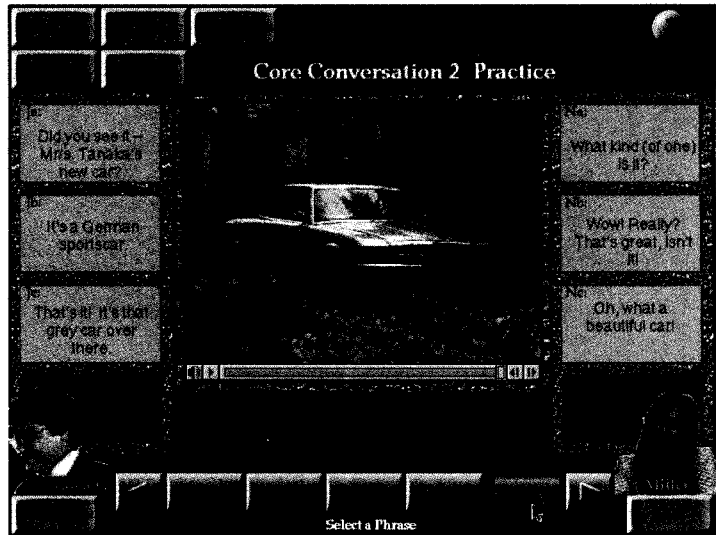 Core Conversation 2 Practice
Ja:
Did you see it –
Mrs. Tanaka's
new car?
Na:
What kind (of one)
is it?
Jb:
It's a German
sportscar.
Nb:
Wow! Really?
That's great, isn't
it!
Jc:
That's it! It's that
grey car over
there.
Nc:
Oh, what a
beautiful car!
Miller
Select a Phrase